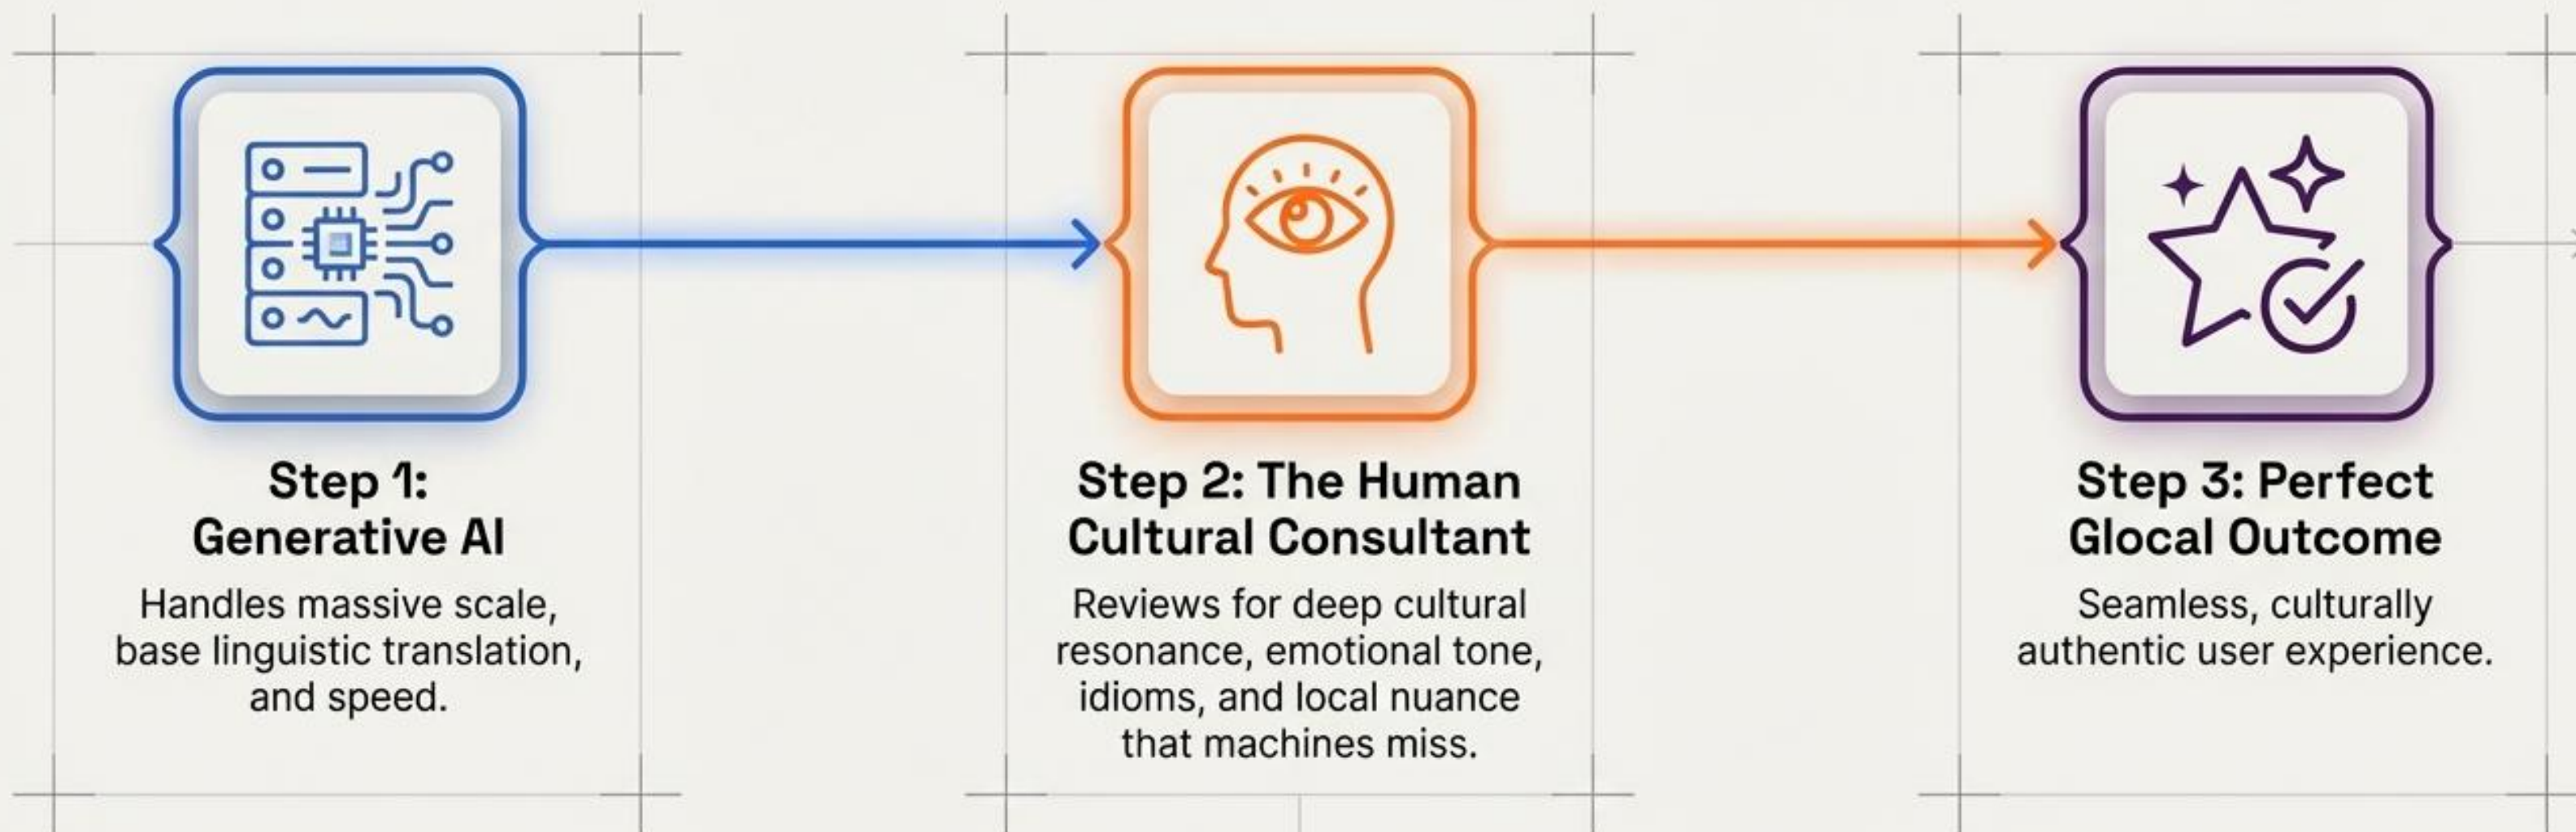 Step 1:
Generative AI
Handles massive scale,
base linguistic translation,
and speed.
Step 2: The Human
Cultural Consultant
Reviews for deep cultural
resonance, emotional tone,
idioms, and local nuance
that machines miss.
Step 3: Perfect
Glocal Outcome
Seamless, culturally
authentic user experience.